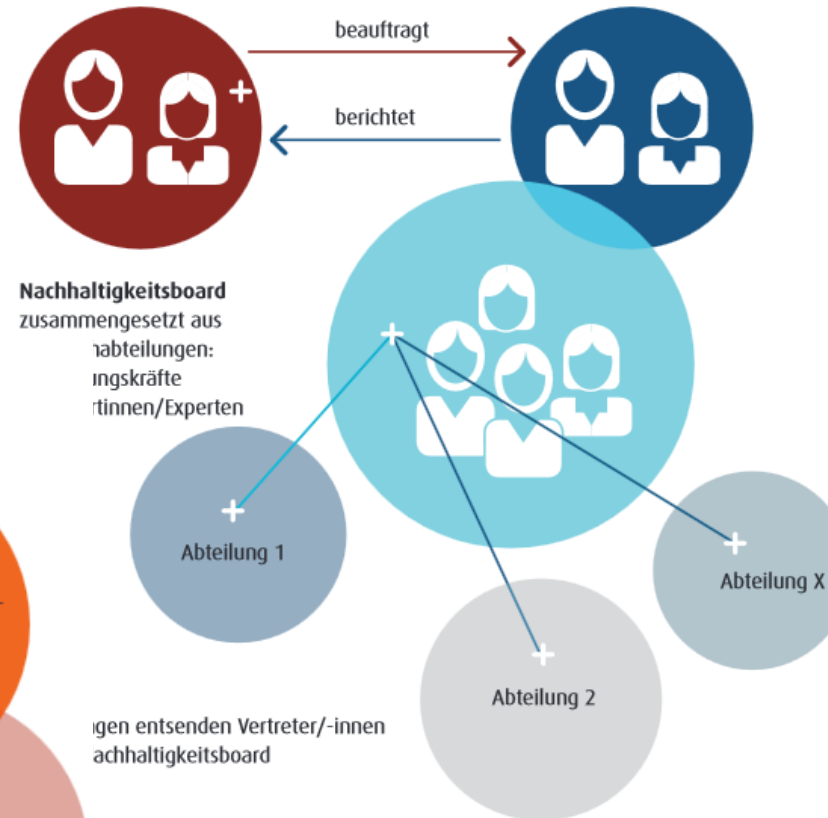 beauftragt
berichtet
Nachhaltigkeitsboard
zusammengesetzt aus
nabteilungen:
ungskräfte
rtinnen/Experten
Abteilung 1
Abteilung X
Abteilung 2
gen entsenden Vertreter/-innen
achhaltigkeitsboard